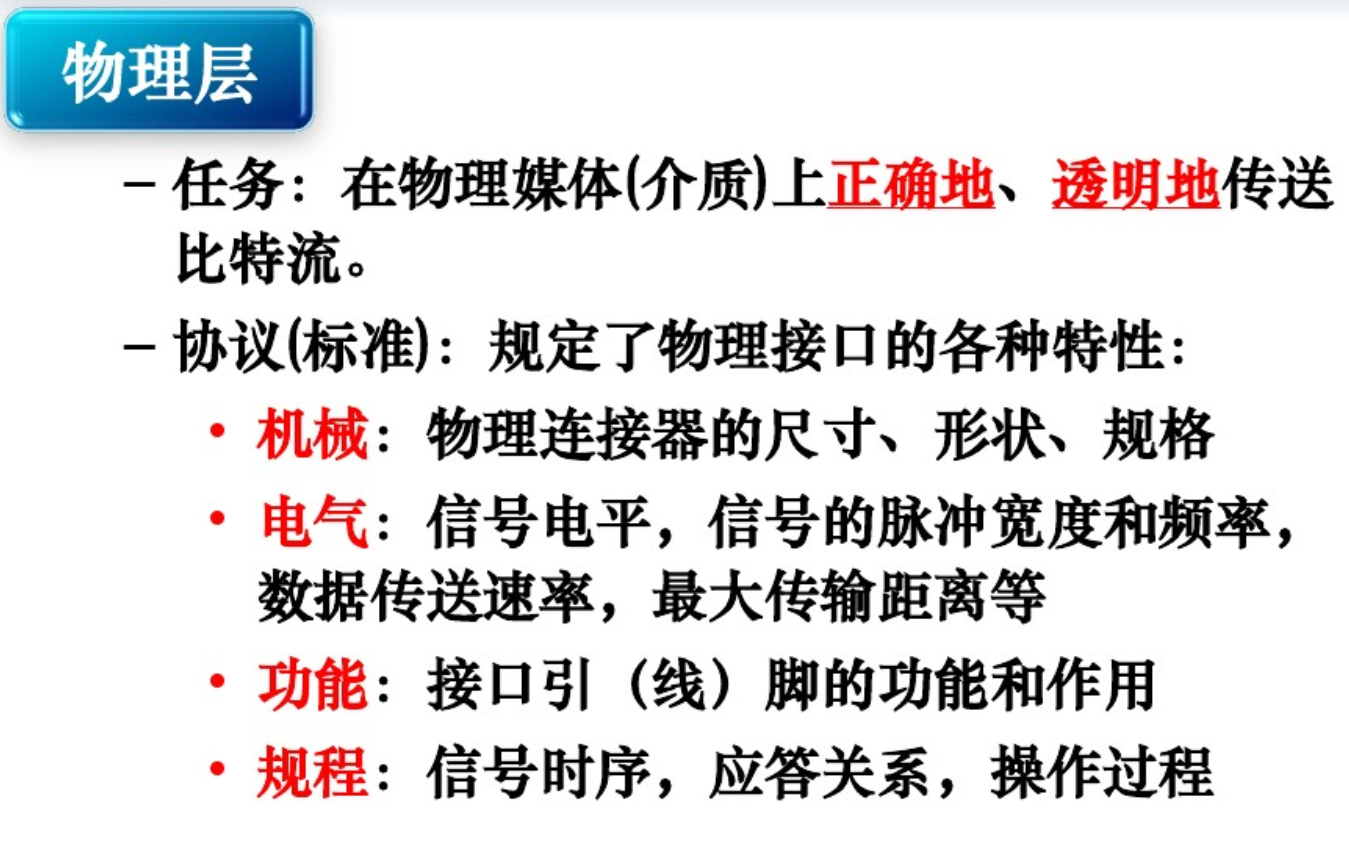 物理层
– 任务：在物理媒体(介质)上正确地、透明地传送
比特流。
– 协议(标准)：规定了物理接口的各种特性：
• 机械：物理连接器的尺寸、形状、规格
• 电气：信号电平，信号的脉冲宽度和频率，
数据传送速率，最大传输距离等
• 功能：接口引（线）脚的功能和作用
• 规程：信号时序，应答关系，操作过程